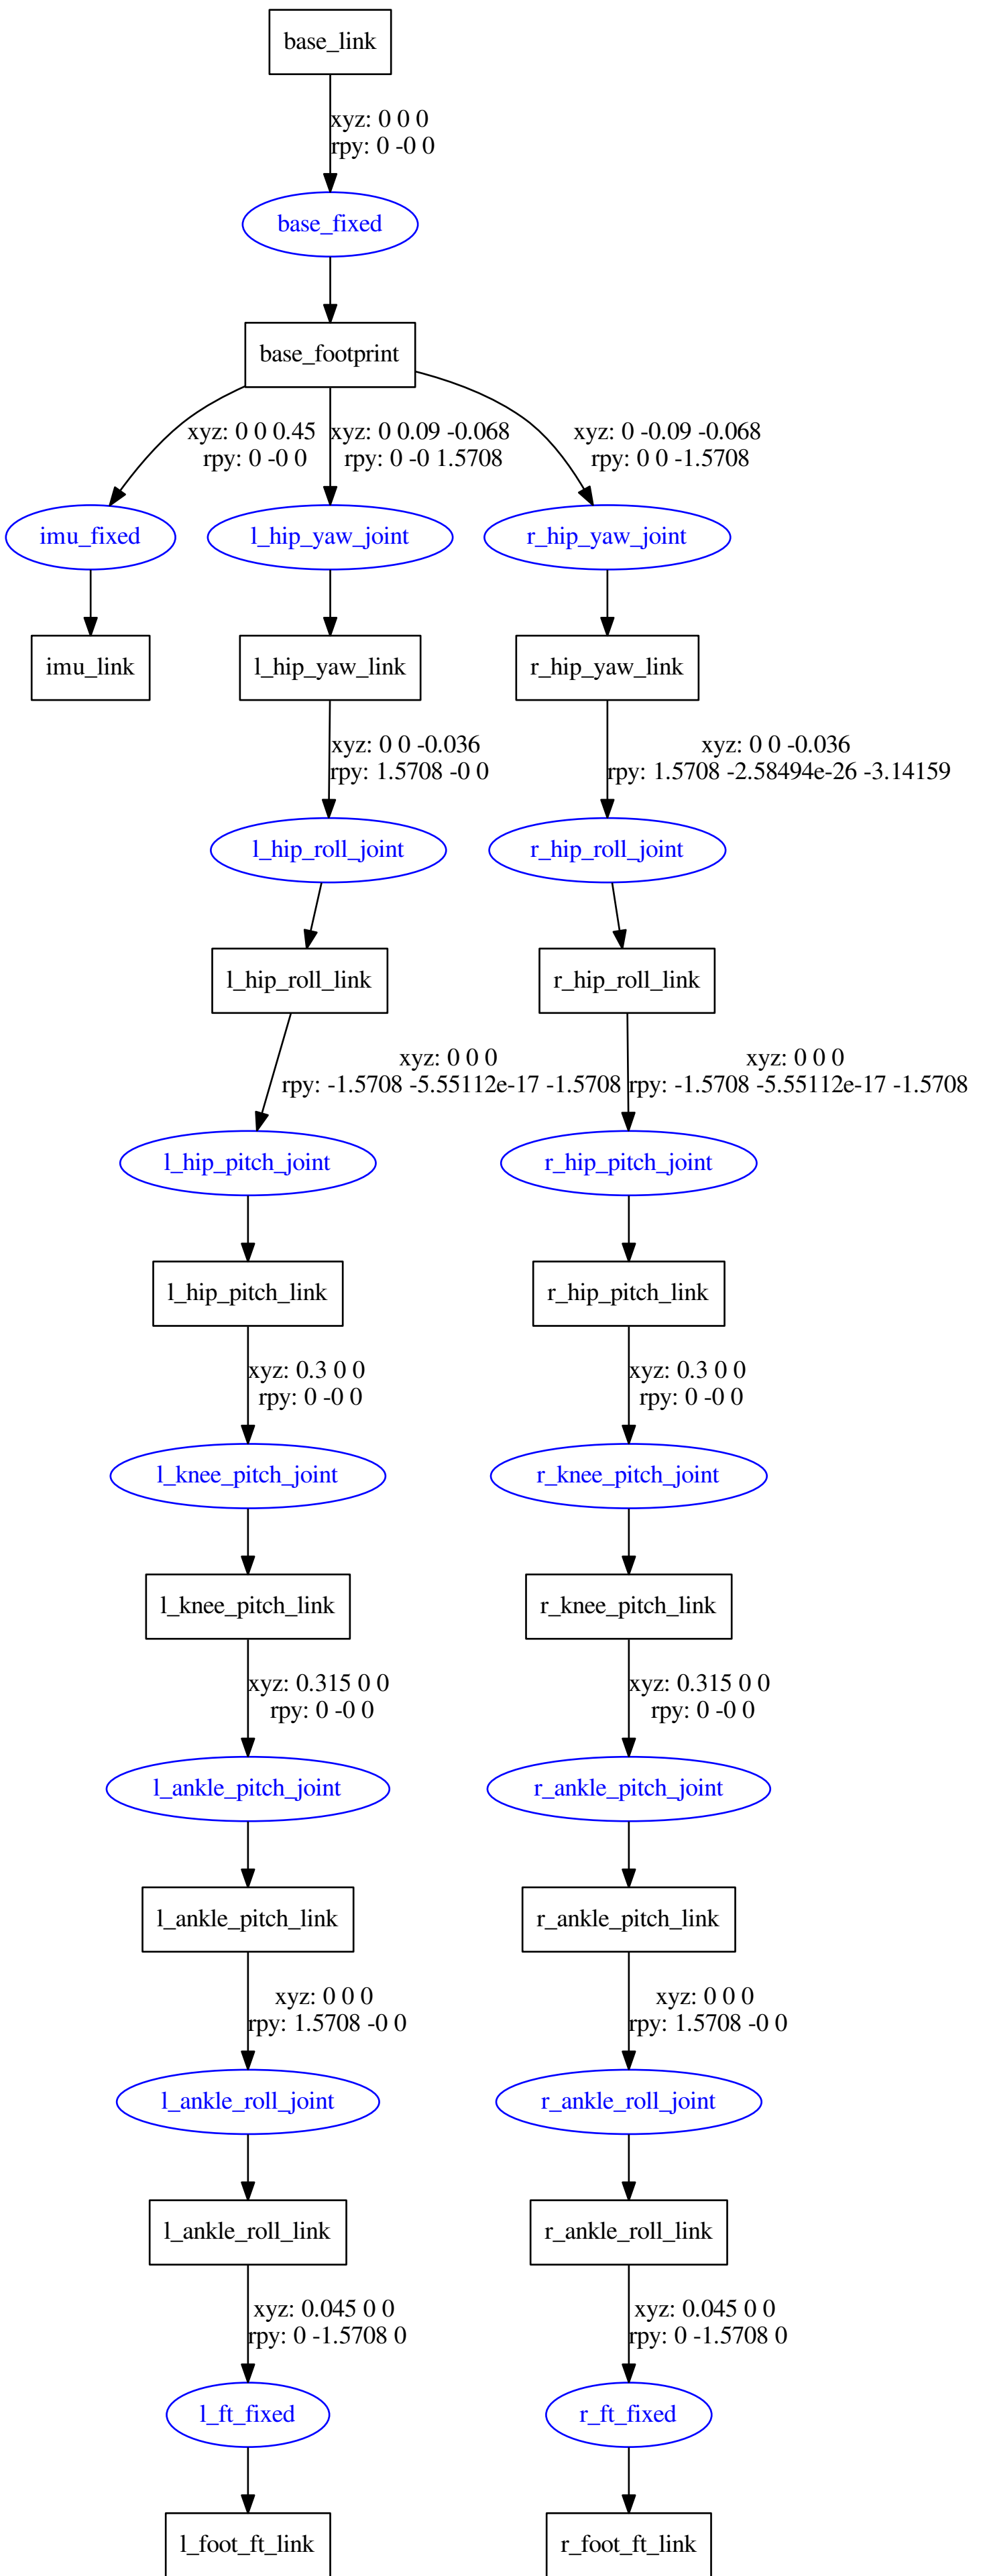 base_link
xyz: 0 0 0
rpy: 0 -0 0
base_fixed
base_footprint
xyz: 0 0 0.45
rpy: 0 -0 0
xyz: 0 0.09 -0.068
rpy: 0 -0 1.5708
xyz: 0 -0.09 -0.068
rpy: 0 0 -1.5708
imu_fixed
l_hip_yaw_joint
r_hip_yaw_joint
imu_link
l_hip_yaw_link
r_hip_yaw_link
xyz: 0 0 -0.036
rpy: 1.5708 -0 0
xyz: 0 0 -0.036
rpy: 1.5708 -2.58494e-26 -3.14159
l_hip_roll_joint
r_hip_roll_joint
l_hip_roll_link
r_hip_roll_link
xyz: 0 0 0
rpy: -1.5708 -5.55112e-17 -1.5708
xyz: 0 0 0
rpy: -1.5708 -5.55112e-17 -1.5708
l_hip_pitch_joint
r_hip_pitch_joint
l_hip_pitch_link
r_hip_pitch_link
xyz: 0.3 0 0
rpy: 0 -0 0
xyz: 0.3 0 0
rpy: 0 -0 0
l_knee_pitch_joint
r_knee_pitch_joint
l_knee_pitch_link
r_knee_pitch_link
xyz: 0.315 0 0
rpy: 0 -0 0
xyz: 0.315 0 0
rpy: 0 -0 0
l_ankle_pitch_joint
r_ankle_pitch_joint
l_ankle_pitch_link
r_ankle_pitch_link
xyz: 0 0 0
rpy: 1.5708 -0 0
xyz: 0 0 0
rpy: 1.5708 -0 0
l_ankle_roll_joint
r_ankle_roll_joint
l_ankle_roll_link
r_ankle_roll_link
xyz: 0.045 0 0
rpy: 0 -1.5708 0
xyz: 0.045 0 0
rpy: 0 -1.5708 0
l_ft_fixed
r_ft_fixed
l_foot_ft_link
r_foot_ft_link